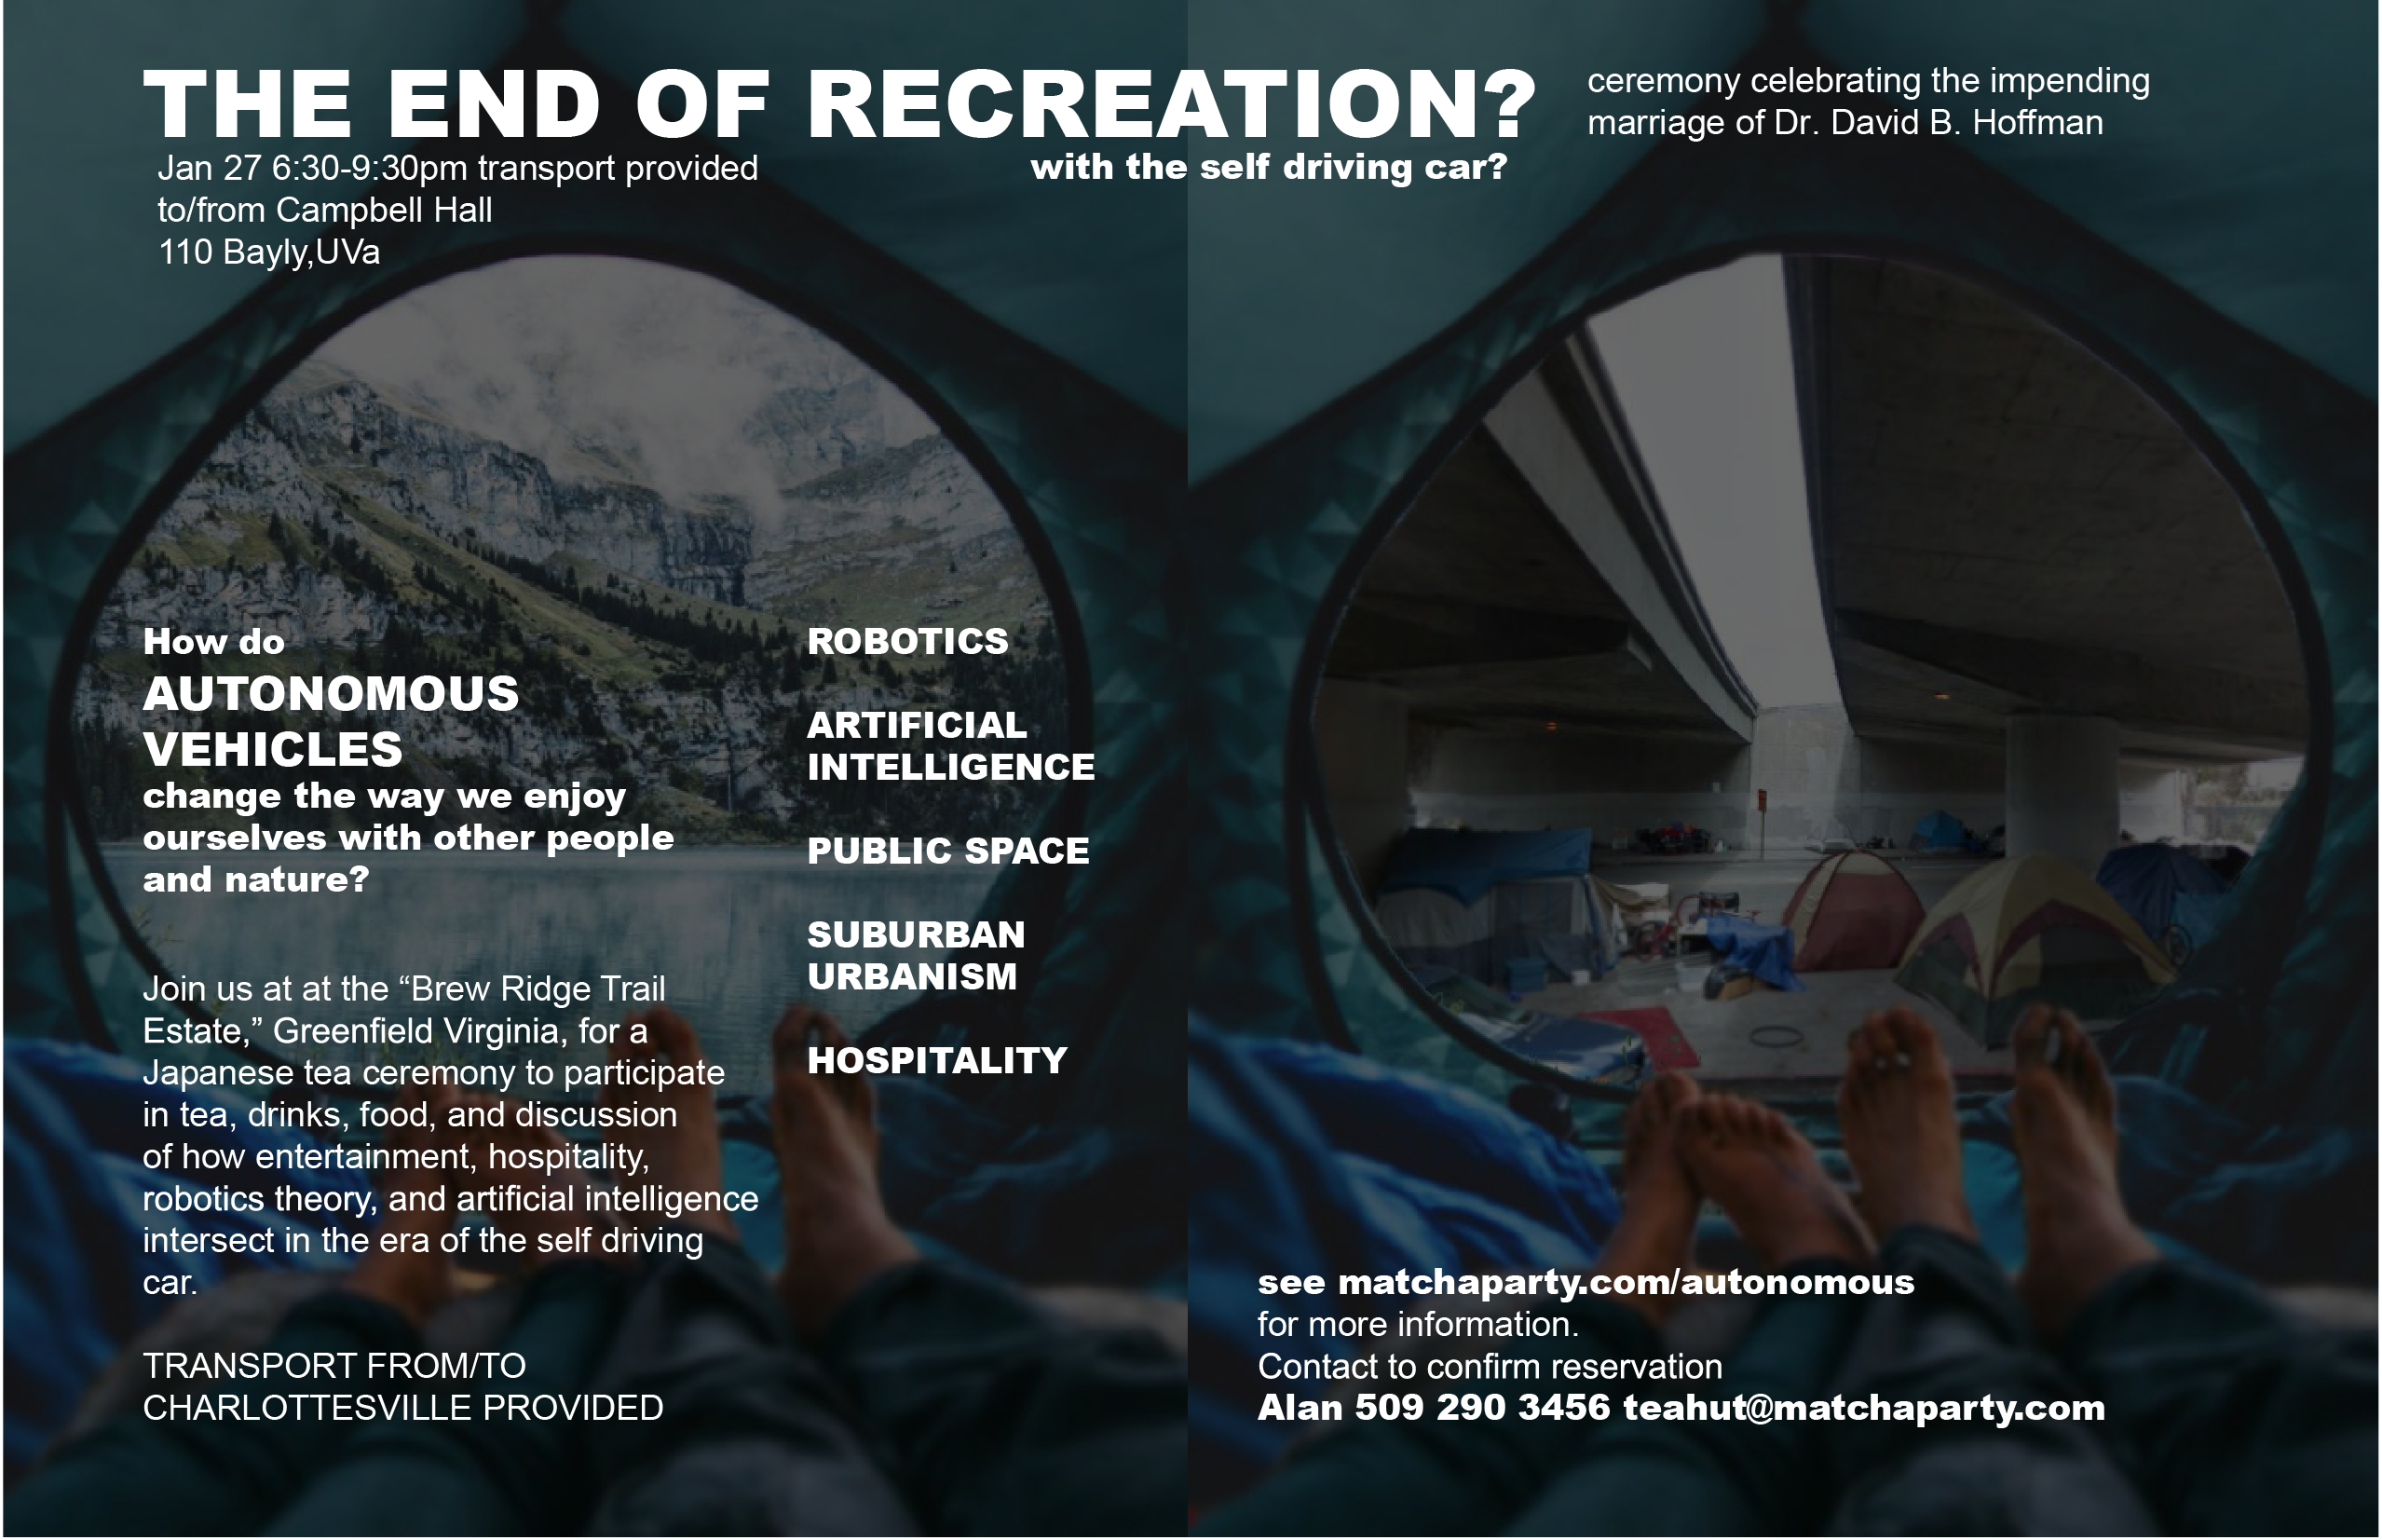 THE END OF RECREATION?
with the self driving car?
ceremony celebrating the impending
marriage of Dr. David B. Hoffman
Jan 27 6:30-9:30pm transport provided
to/from Campbell Hall
110 Bayly,UVa
How do
AUTONOMOUS
VEHICLES
change the way we enjoy
ourselves with other people
and nature?
Join us at at the “Brew Ridge Trail
Estate,” Greenfield Virginia, for a
Japanese tea ceremony to participate
in tea, drinks, food, and discussion
of how entertainment, hospitality,
robotics theory, and artificial intelligence
intersect in the era of the self driving
car.
TRANSPORT FROM/TO
CHARLOTTESVILLE PROVIDED
ROBOTICS
ARTIFICIAL
INTELLIGENCE
PUBLIC SPACE
SUBURBAN
URBANISM
HOSPITALITY
see matchaparty.com/autonomous
for more information.
Contact to confirm reservation
Alan 509 290 3456 teahut@matchaparty.com